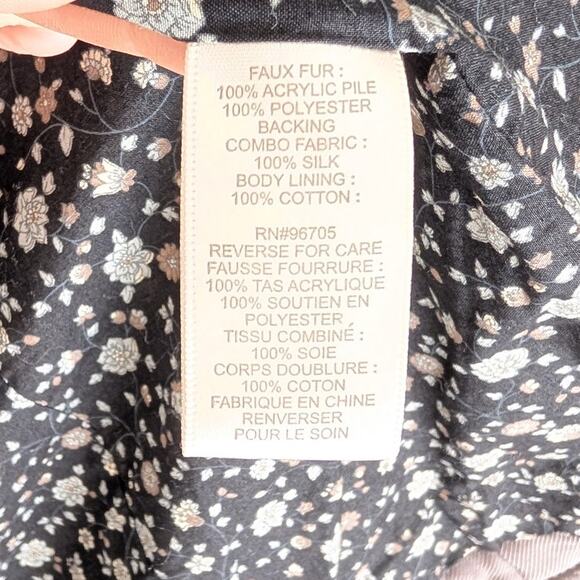 FAUX FUR :
100% ACRYLIC PILE
100% POLYESTER
BACKING
COMBO FABRIC :
100% SILK
BODY LINING :
100% COTTON :
RN#96705
REVERSE FOR CARE
FAUSSE FOURRURE :
100% TAS ACRYLIQUE
100% SOUTIEN EN
POLYESTER
TISSU COMBINÉ :
100% SOIE
CORPS DOUBLURE :
100% COTON
FABRIQUE EN CHINE
RENVERSER
POUR LE SOIN